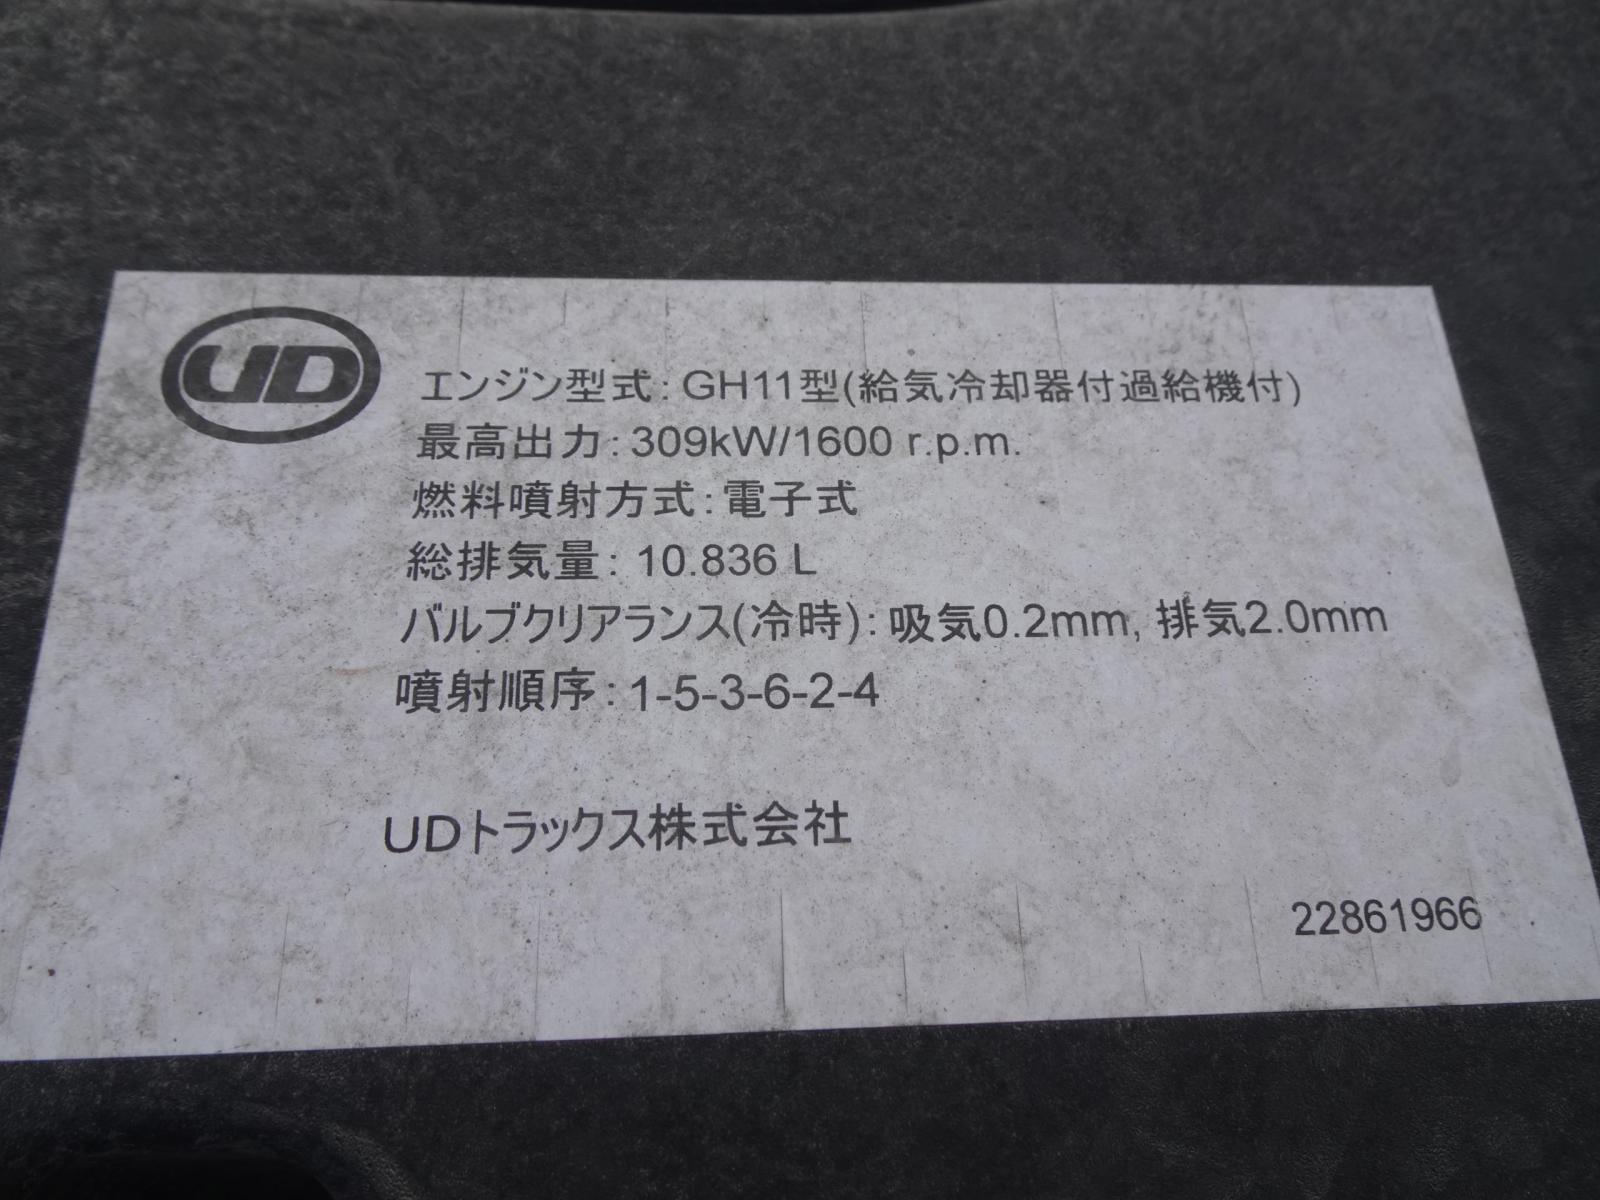 UD
エンジン型式: GH11型(給気冷却器付過給機付)
最高出力: 309kW/1600 r.p.m.
燃料噴射方式: 電子式
総排気量: 10.836 L
バルブクリアランス(冷時): 吸気0.2mm, 排気2.0mm
噴射順序: 1-5-3-6-2-4
UDトラックス株式会社
22861966